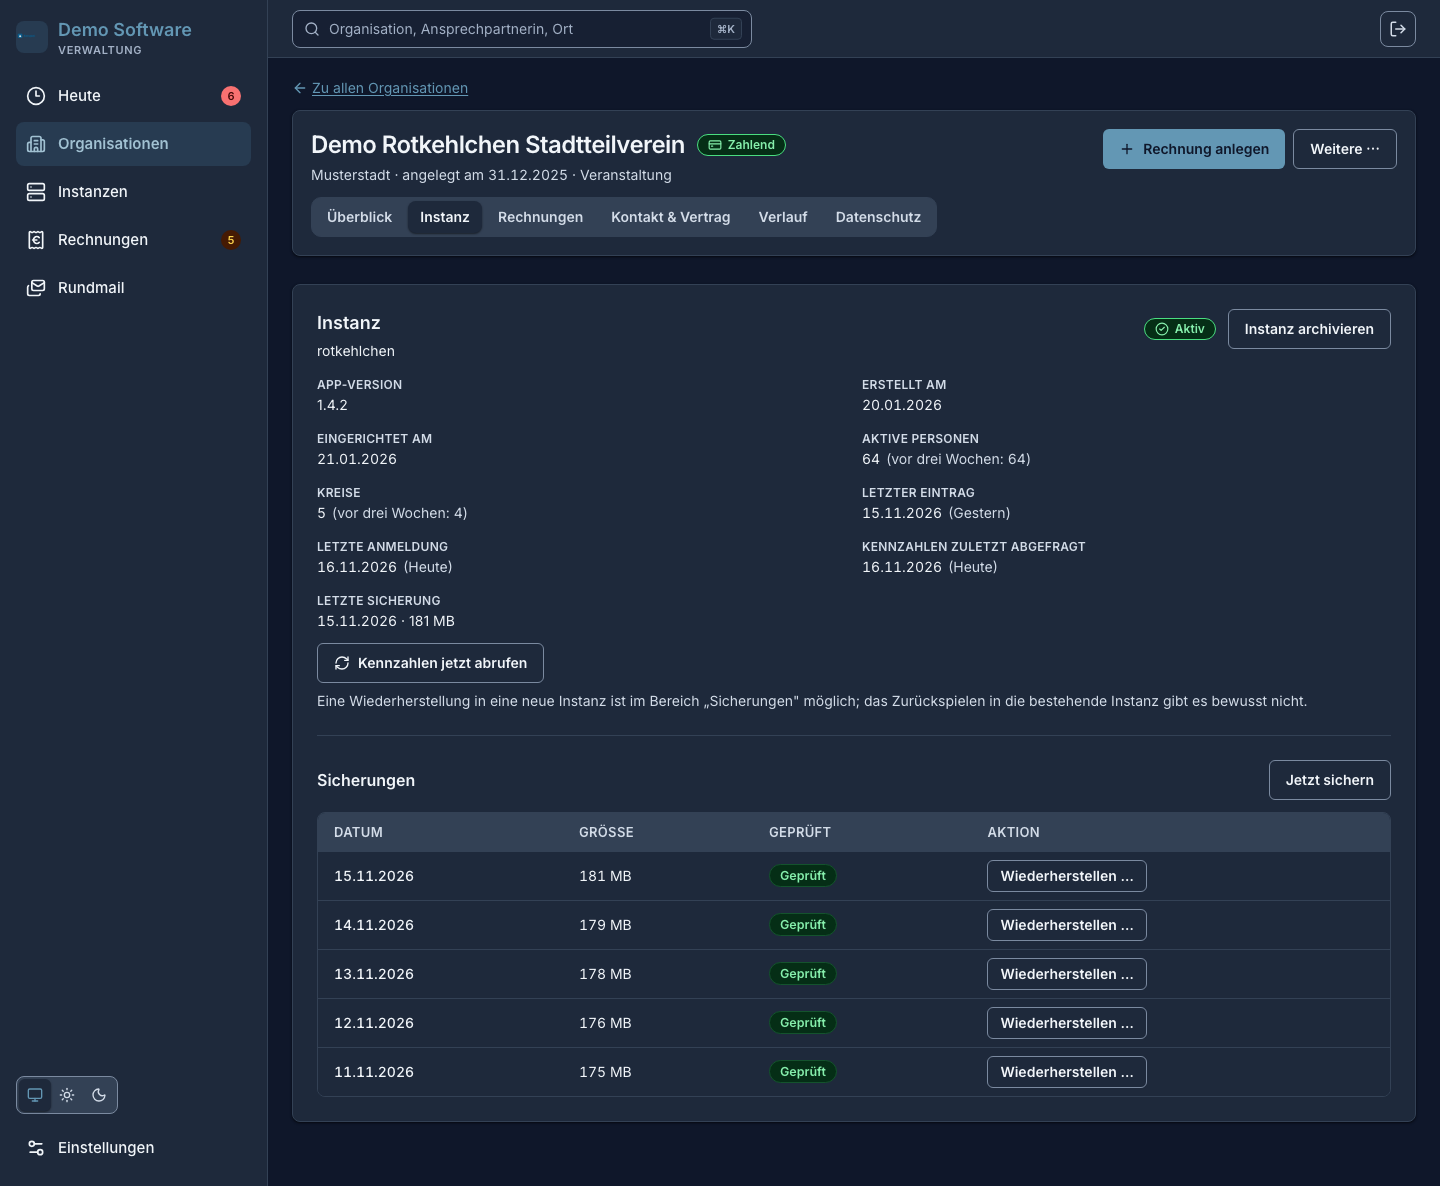 Demo Software
VERWALTUNG
Heute 6
Organisationen
Instanzen
Rechnungen 5
Rundmail
Einstellungen
Organisation, Ansprechpartnerin, Ort ⌘K
Zu allen Organisationen
Demo Rotkehlchen Stadtteilverein Zahlend
Rechnung anlegen Weitere ···
Musterstadt · angelegt am 31.12.2025 · Veranstaltung
Überblick Instanz Rechnungen Kontakt & Vertrag Verlauf Datenschutz
Instanz
Aktiv Instanz archivieren
rotkehlchen
APP-VERSION
1.4.2
ERSTELLT AM
20.01.2026
EINGERICHTET AM
21.01.2026
AKTIVE PERSONEN
64 (vor drei Wochen: 64)
KREISE
5 (vor drei Wochen: 4)
LETZTER EINTRAG
15.11.2026 (Gestern)
LETZTE ANMELDUNG
16.11.2026 (Heute)
KENNZAHLEN ZULETZT ABGEFRAGT
16.11.2026 (Heute)
LETZTE SICHERUNG
15.11.2026 · 181 MB
Kennzahlen jetzt abrufen
Eine Wiederherstellung in eine neue Instanz ist im Bereich „Sicherungen" möglich; das Zurückspielen in die bestehende Instanz gibt es bewusst nicht.
Sicherungen Jetzt sichern
DATUM GRÖSSE GEPRÜFT AKTION
15.11.2026 181 MB Geprüft Wiederherstellen …
14.11.2026 179 MB Geprüft Wiederherstellen …
13.11.2026 178 MB Geprüft Wiederherstellen …
12.11.2026 176 MB Geprüft Wiederherstellen …
11.11.2026 175 MB Geprüft Wiederherstellen …